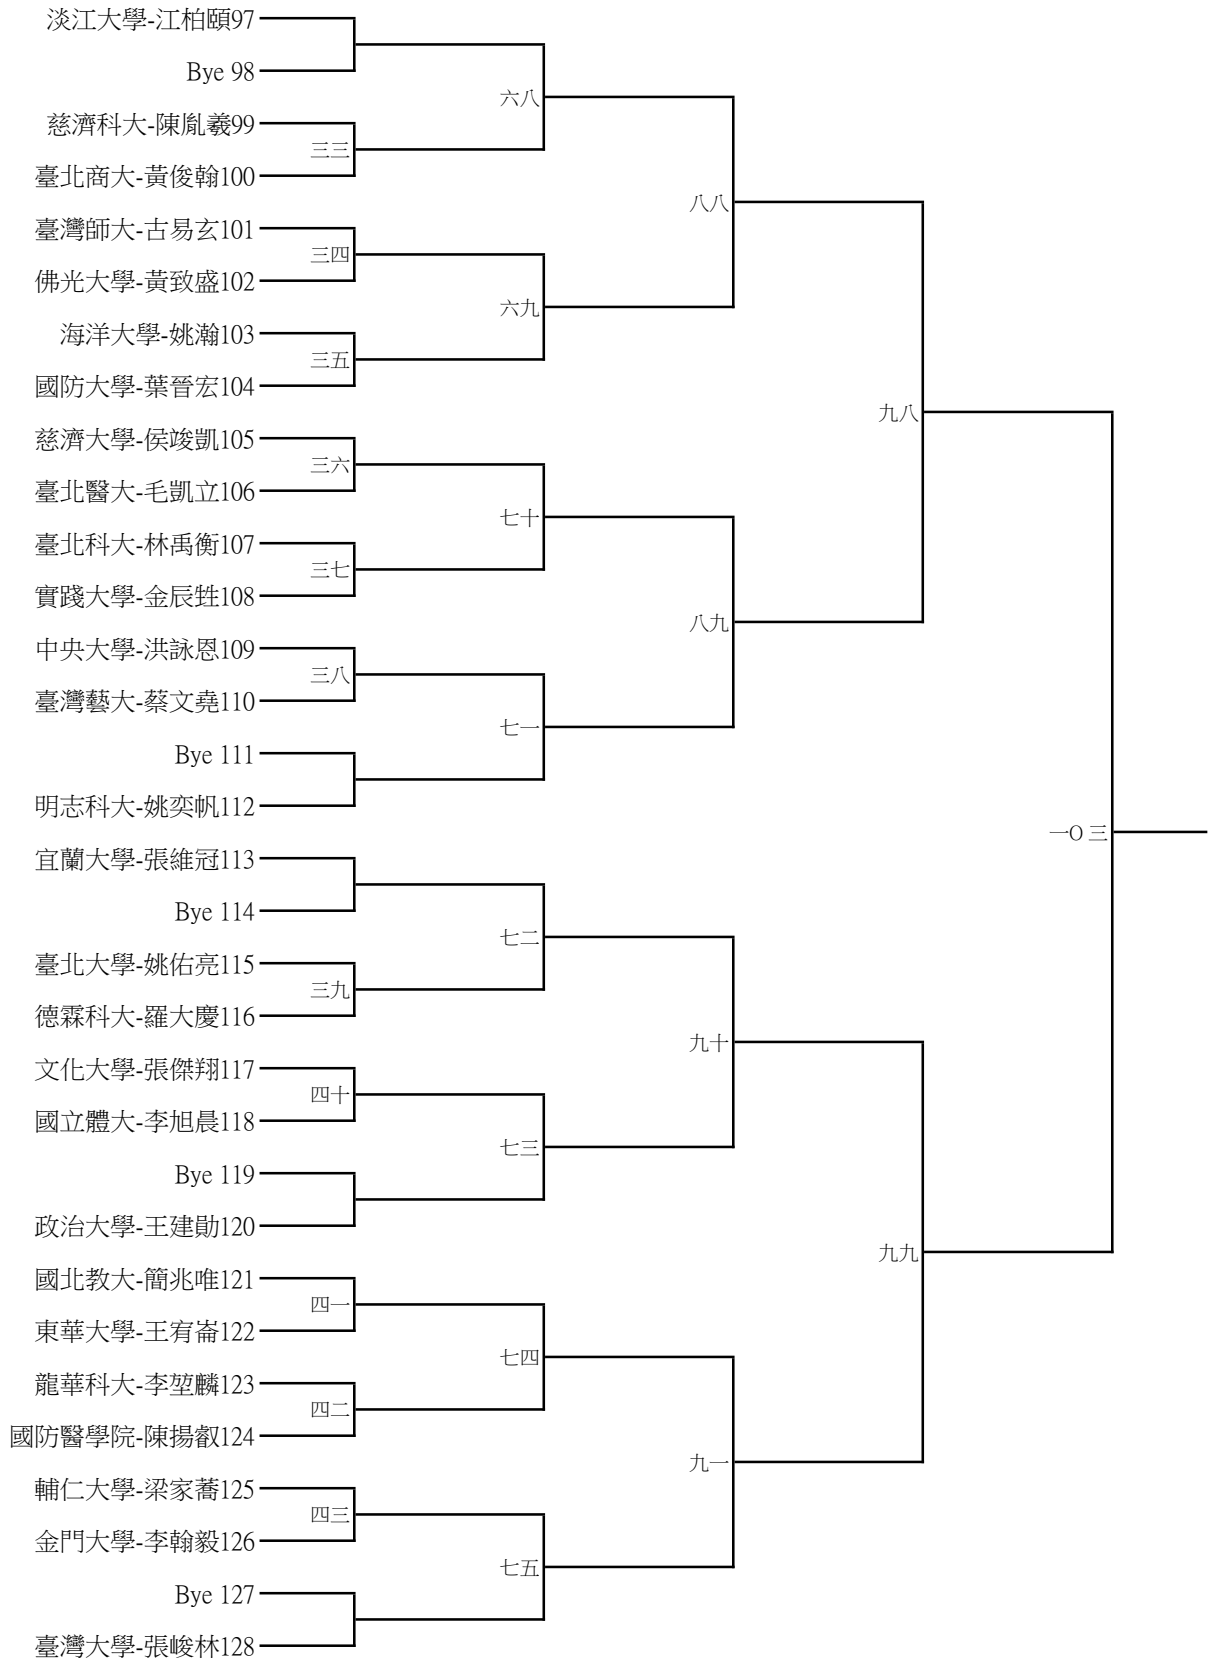 淡江大學-江柏頤97
Bye 98
六八
慈濟科大-陳胤羲99
三三
臺北商大-黃俊翰100
八八
臺灣師大-古易玄101
三四
佛光大學-黃致盛102
六九
海洋大學-姚瀚103
三五
國防大學-葉晉宏104
九八
慈濟大學-侯竣凱105
三六
臺北醫大-毛凱立106
七十
臺北科大-林禹衡107
三七
實踐大學-金辰甡108
八九
中央大學-洪詠恩109
三八
臺灣藝大-蔡文堯110
七一
Bye 111
明志科大-姚奕帆112
一O 三
宜蘭大學-張維冠113
Bye 114
七二
臺北大學-姚佑亮115
三九
德霖科大-羅大慶116
九十
文化大學-張傑翔117
四十
國立體大-李旭晨118
七三
Bye 119
政治大學-王建勛120
九九
國北教大-簡兆唯121
四一
東華大學-王宥崙122
七四
龍華科大-李堃麟123
四二
國防醫學院-陳揚叡124
九一
輔仁大學-梁家蕎125
四三
金門大學-李翰毅126
七五
Bye 127
臺灣大學-張峻林128